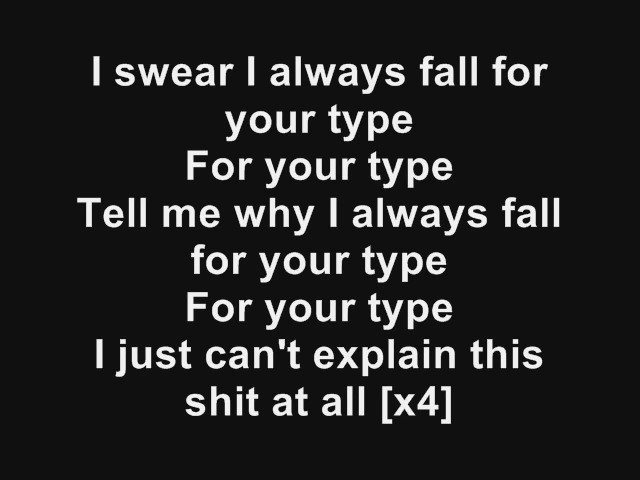 I swear I always fall for
your type
For your type
Tell me why I always fall
for your type
For your type
I just can't explain this
shit at all [x4]